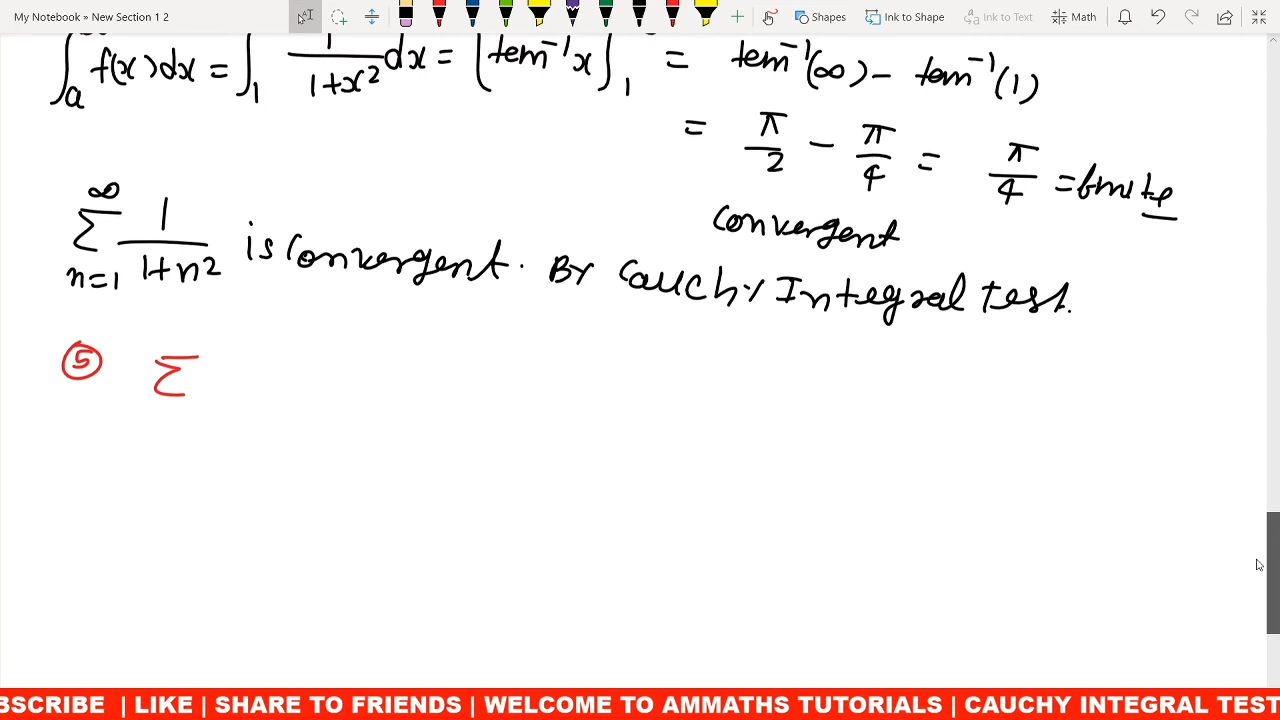 My Notebook ▸ New Section 1 2
Shapes Ink to Shape Ink to Text Math
∫ₐ f(x)dx = ∫₁ 1/(1+x²) dx = [tan⁻¹x]₁ = tan⁻¹(∞) − tan⁻¹(1)
= π/2 − π/4 = π/4 = finite
convergent
∞
∑ 1/(1+n²) is convergent. By Cauchy Integral test.
n=1
⑤ ∑
BSCRIBE | LIKE | SHARE TO FRIENDS | WELCOME TO AMMATHS TUTORIALS | CAUCHY INTEGRAL TEST